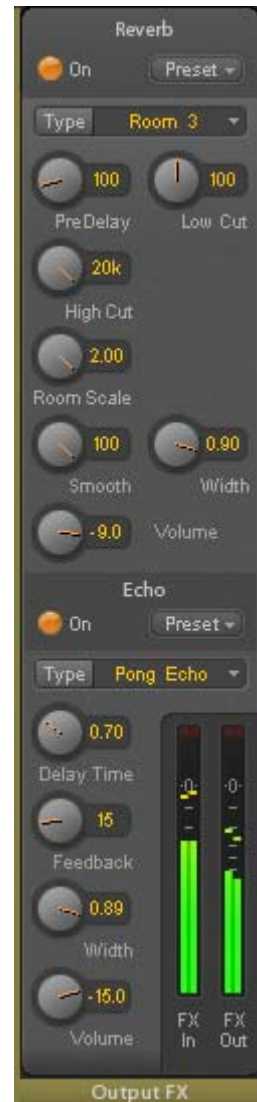 Reverb
On Preset
Type Room 3
100 100
PreDelay Low Cut
20k
High Cut
2.00
Room Scale
100 0.90
Smooth Width
-9.0 Volume
Echo
On Preset
Type Pong Echo
0.70
Delay Time
-0- -0-
15
Feedback
0.89
Width
-15.0
Volume
FX FX
In Out
Output FX